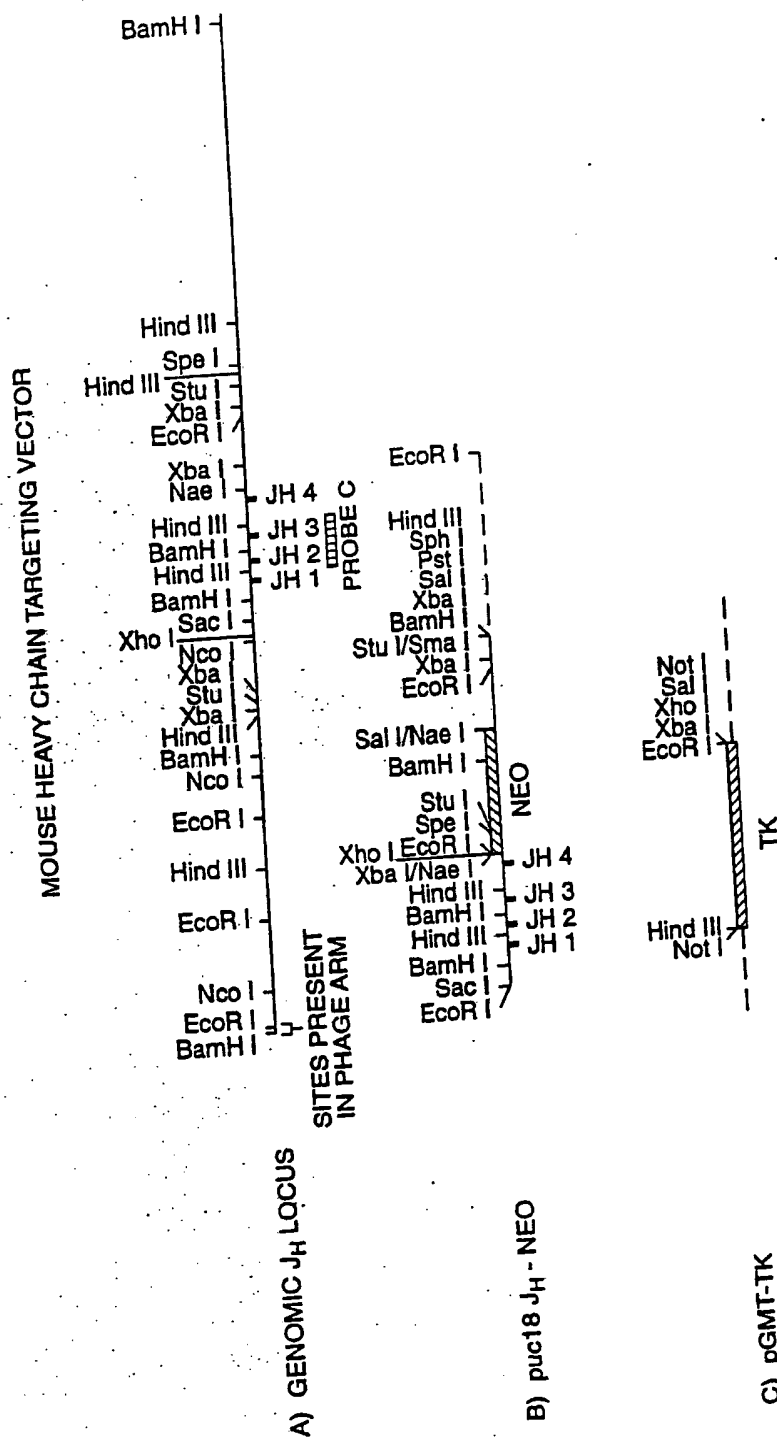 MOUSE HEAVY CHAIN TARGETING VECTOR
BamH I
Hind III
Spe I
Hind III
Stu I
Xba I
EcoR I
Xba I
Nae I
Hind III
BamH I
Hind III
BamH I
Sac I
Xho I
Nco
Xba
Stu
Xba
Hind III
BamH I
Nco I
EcoR I
Hind III
EcoR I
Nco I
EcoR I
BamH I
JH 4
JH 3
JH 2
JH 1
PROBE C
SITES PRESENT
IN PHAGE ARM
A) GENOMIC JH LOCUS
EcoR I
Hind III
Sph
Pst
Sal
Xba
BamH
Stu I/Sma
Xba
EcoR I
Sal I/Nae I
BamH I
Stu
Spe
EcoR
Xho I
Xba I/Nae I
Hind III
BamH I
Hind III
BamH I
Sac
EcoR I
NEO
JH 4
JH 3
JH 2
JH 1
B) puc18 JH - NEO
Not
Sal
Xho
Xba
EcoR I
Hind III
Not I
TK
C) pGMT-TK